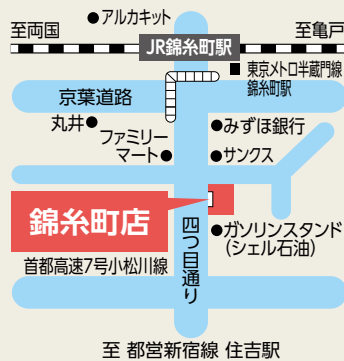 アルカキット
至両国
JR錦糸町駅
至亀戸
東京メトロ半蔵門線
錦糸町駅
京葉道路
丸井
みずほ銀行
ファミリー
マート
サンクス
錦糸町店
四つ目通り
ガソリンスタンド
(シェル石油)
首都高速7号小松川線
至 都営新宿線 住吉駅